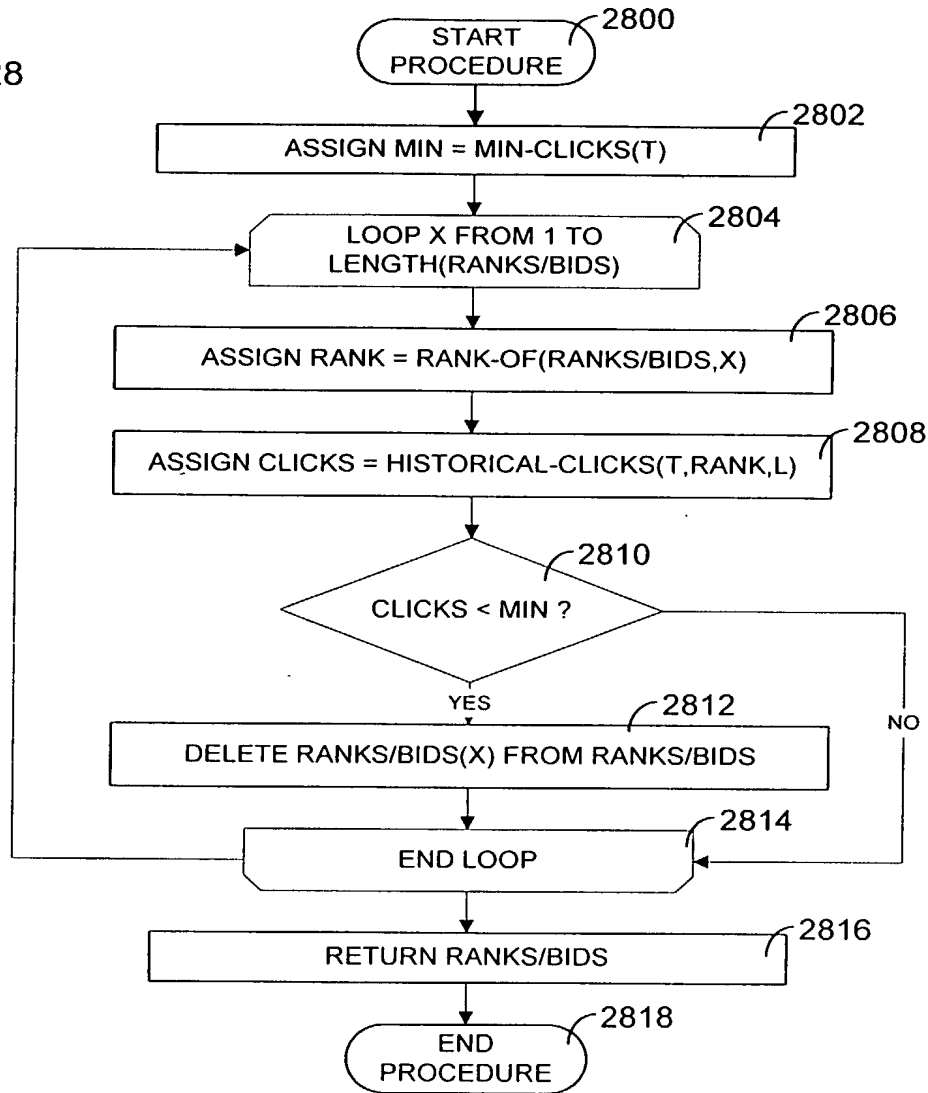 28
START
PROCEDURE
2800
ASSIGN MIN = MIN-CLICKS(T)
2802
LOOP X FROM 1 TO
LENGTH(RANKS/BIDS)
2804
ASSIGN RANK = RANK-OF(RANKS/BIDS,X)
2806
ASSIGN CLICKS = HISTORICAL-CLICKS(T,RANK,L)
2808
CLICKS < MIN ?
2810
YES
NO
DELETE RANKS/BIDS(X) FROM RANKS/BIDS
2812
END LOOP
2814
RETURN RANKS/BIDS
2816
END
PROCEDURE
2818